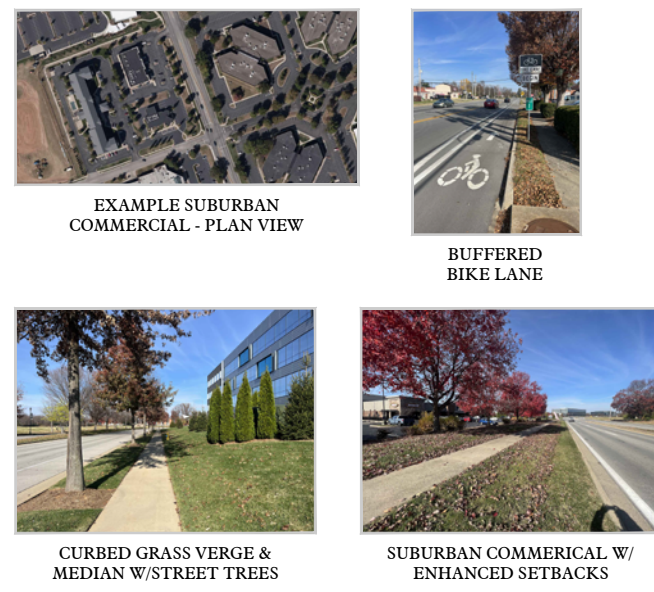 EXAMPLE SUBURBAN
COMMERCIAL - PLAN VIEW
BUFFERED
BIKE LANE
CURBED GRASS VERGE &
MEDIAN W/STREET TREES
SUBURBAN COMMERICAL W/
ENHANCED SETBACKS